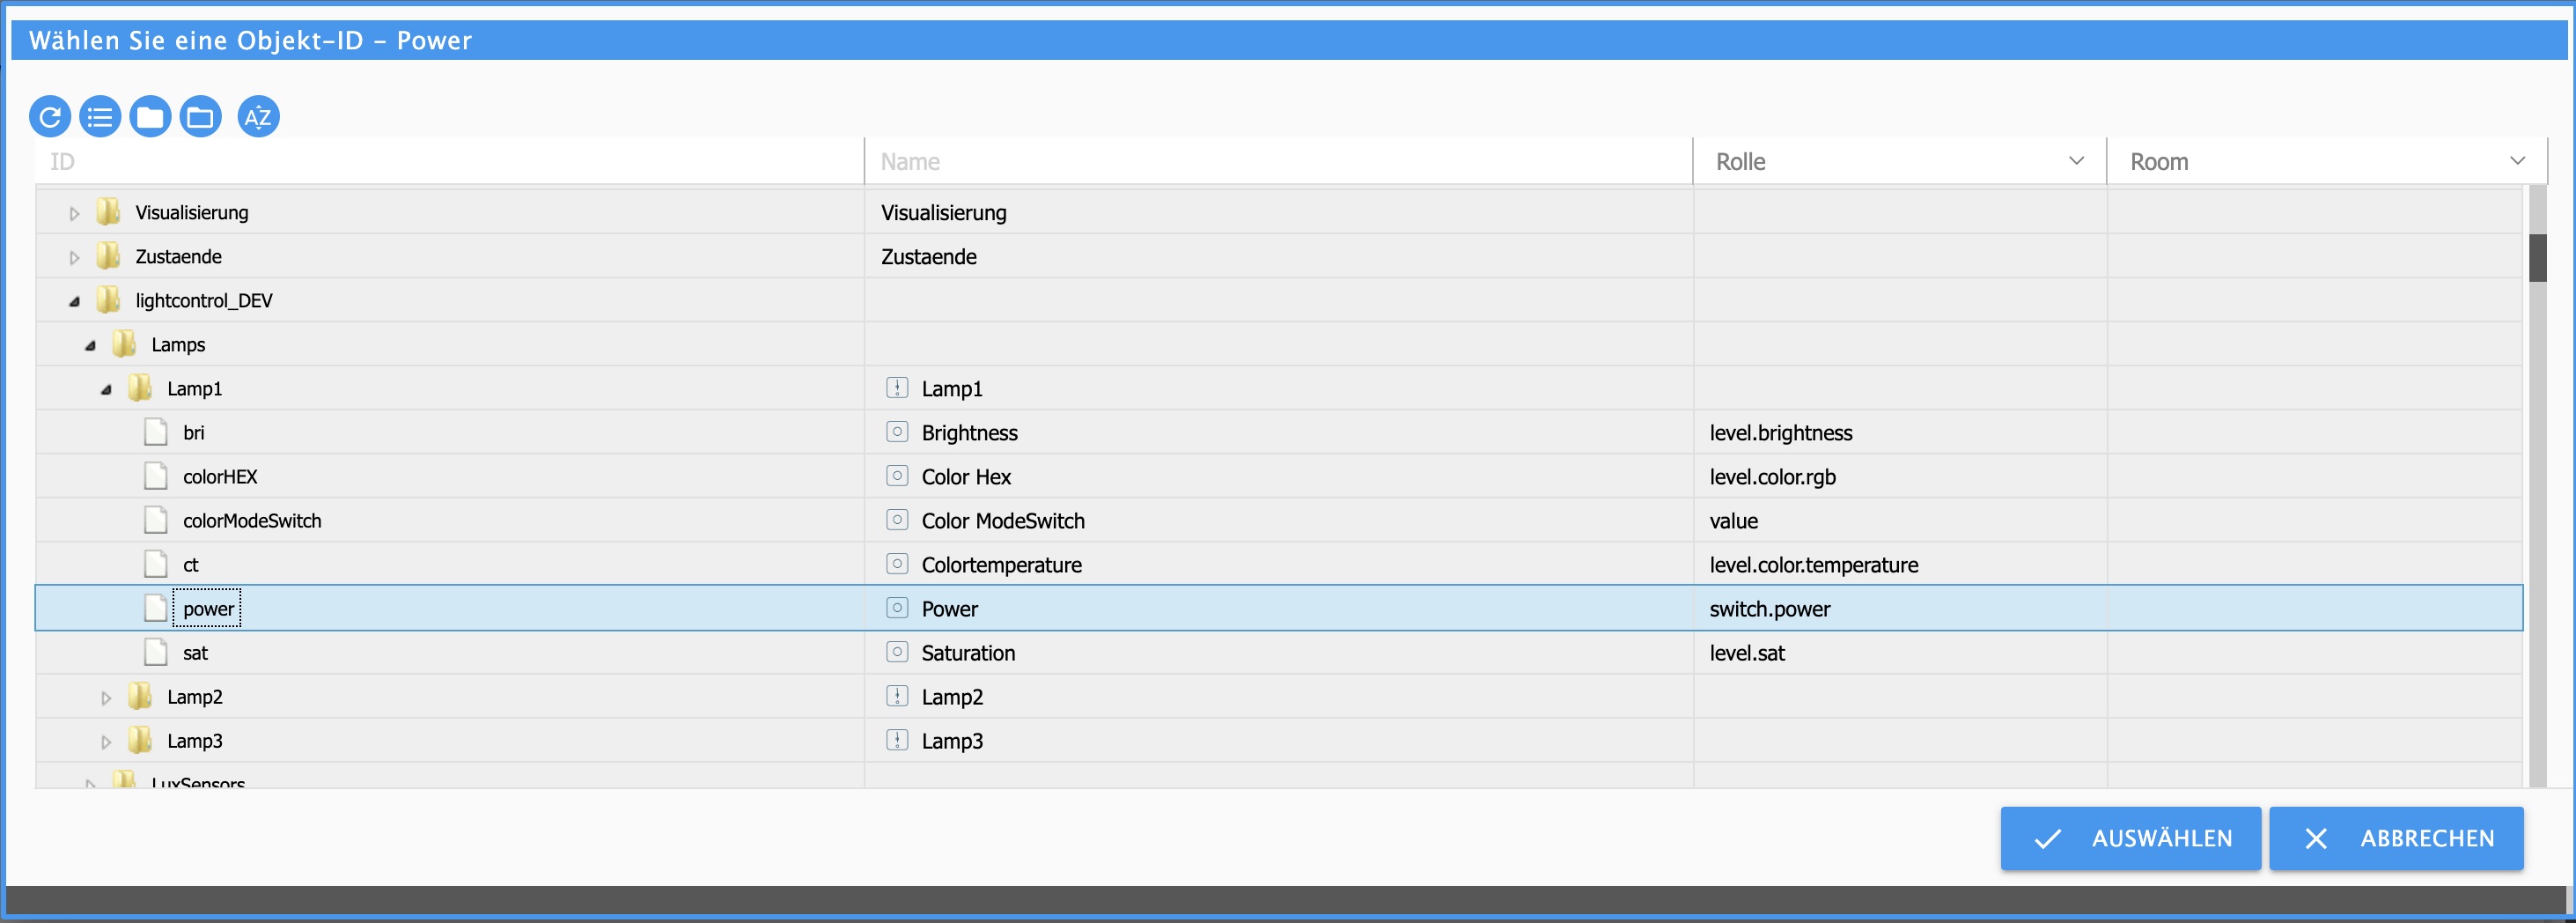 Wählen Sie eine Objekt-ID - Power
AZ
ID Name Rolle Room
Visualisierung Visualisierung
Zustaende Zustaende
lightcontrol_DEV
Lamps
Lamp1 Lamp1
bri Brightness level.brightness
colorHEX Color Hex level.color.rgb
colorModeSwitch Color ModeSwitch value
ct Colortemperature level.color.temperature
power Power switch.power
sat Saturation level.sat
Lamp2 Lamp2
Lamp3 Lamp3
LuxSensors
AUSWÄHLEN ABBRECHEN